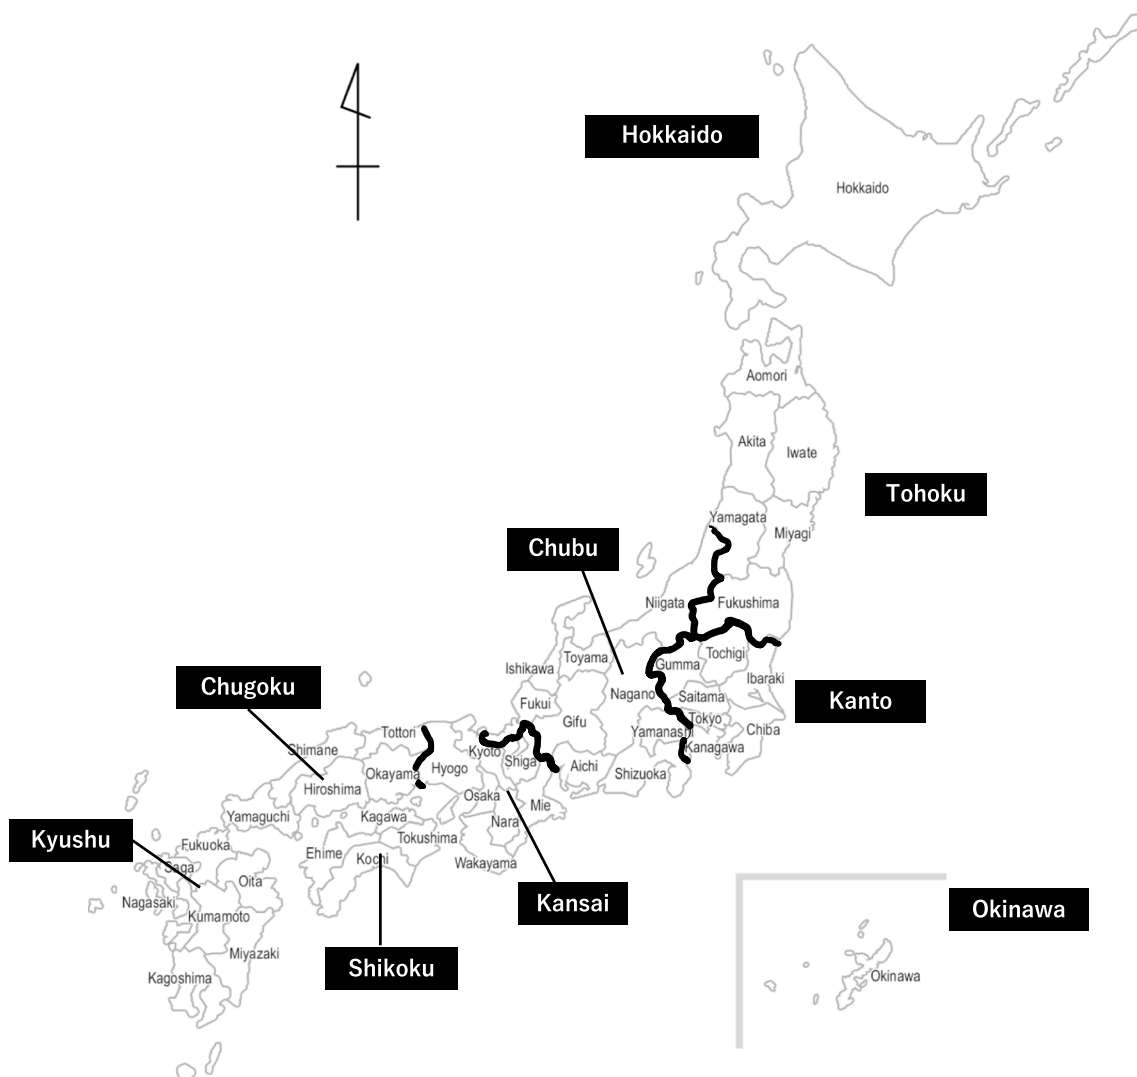 Hokkaido
Hokkaido
Aomori
Akita
Iwate
Tohoku
Yamagata
Miyagi
Chubu
Niigata
Fukushima
Toyama
Ishikawa
Gumma
Tochigi
Ibaraki
Chugoku
Nagano
Saitama
Kanto
Fukui
Gifu
Tokyo
Chiba
Tottori
Yamanashi
Kanagawa
Shimane
Kyoto
Shiga
Aichi
Shizuoka
Hyogo
Okayama
Hiroshima
Osaka
Mie
Yamaguchi
Kagawa
Nara
Kyushu
Fukuoka
Tokushima
Ehime
Kochi
Wakayama
Saga
Oita
Nagasaki
Kumamoto
Kansai
Okinawa
Miyazaki
Shikoku
Kagoshima
Okinawa